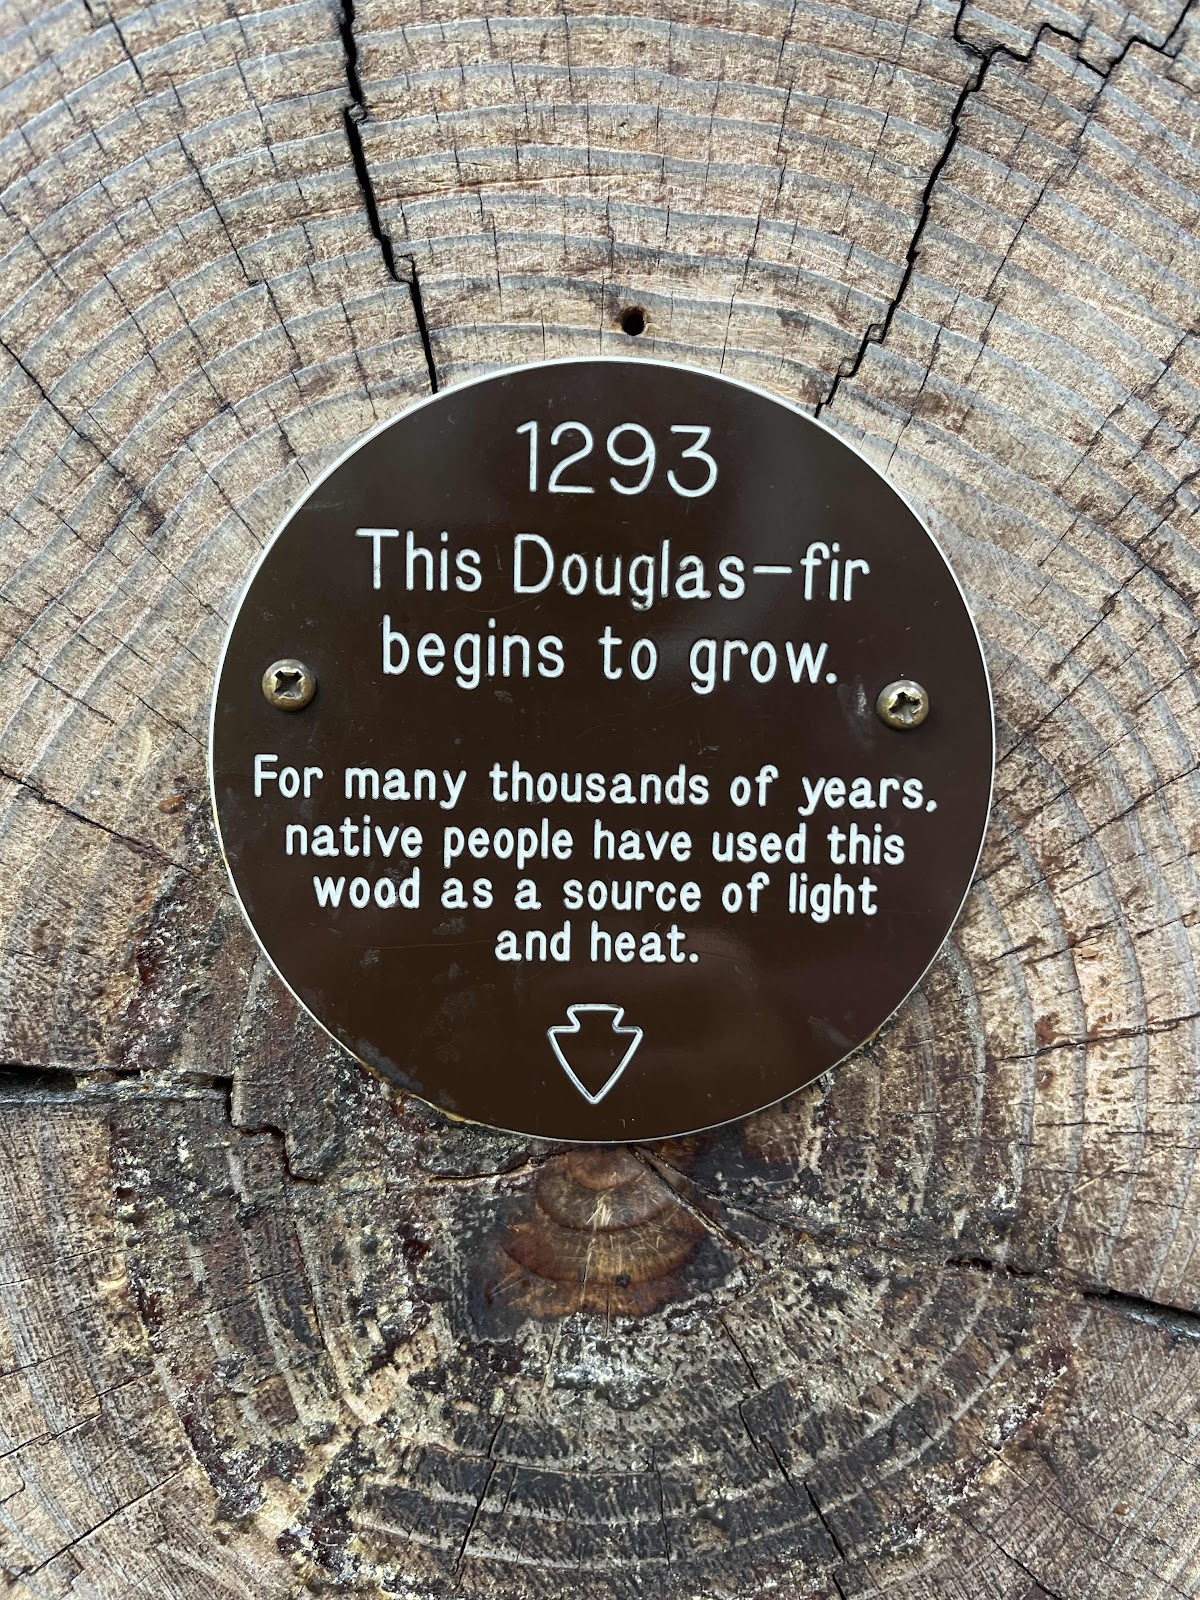 1293
This Douglas-fir
begins to grow.
For many thousands of years,
native people have used this
wood as a source of light
and heat.